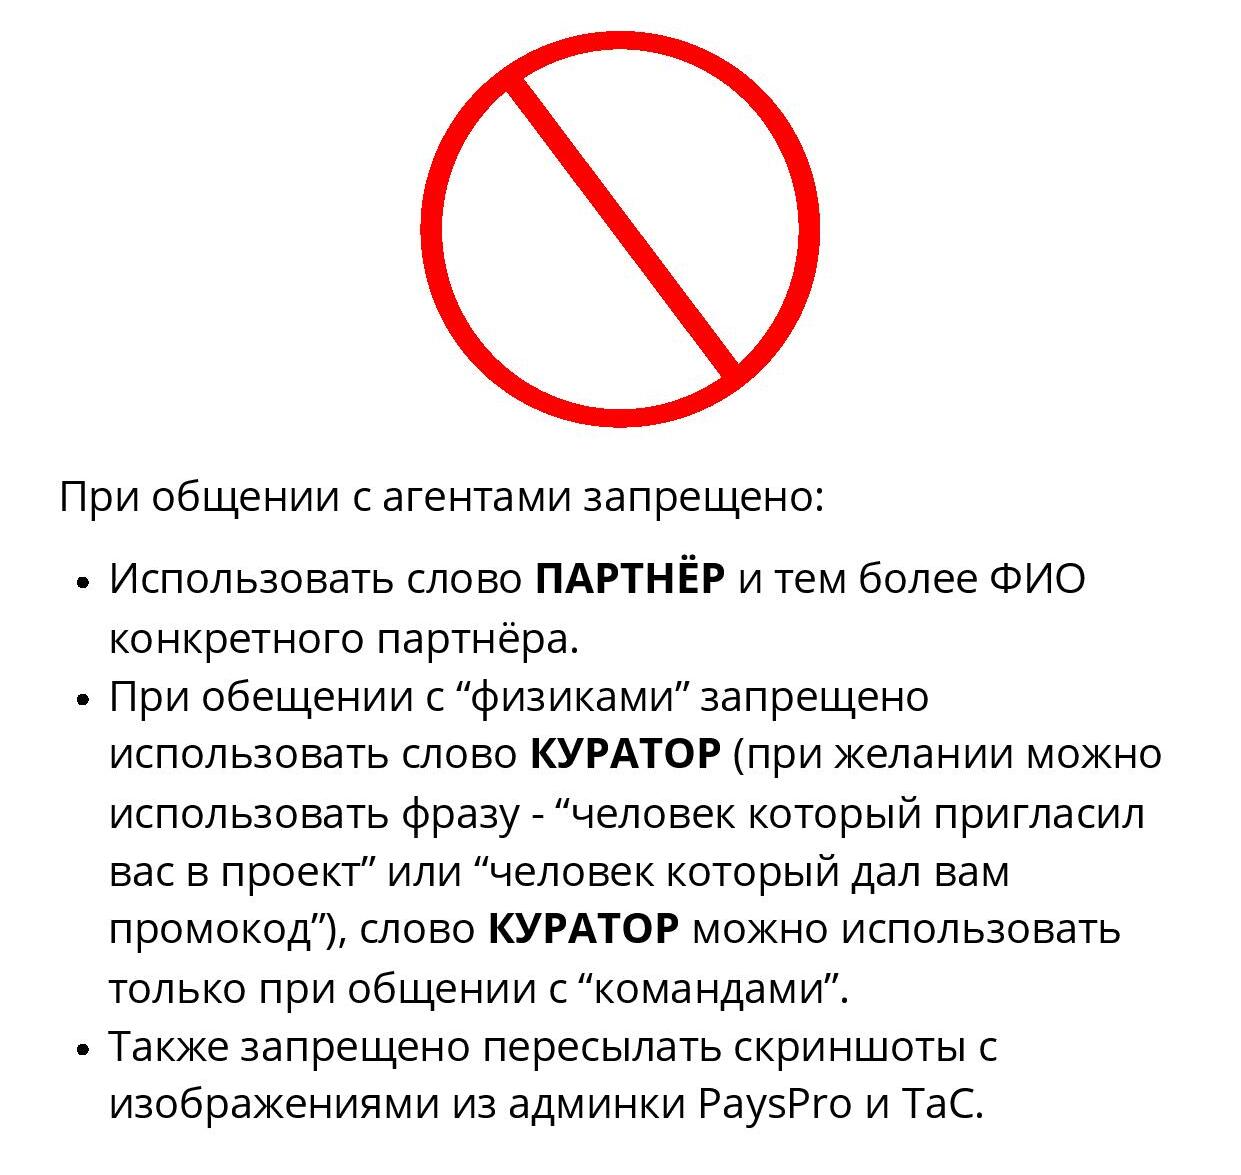 При общении с агентами запрещено:
• Использовать слово ПАРТНЁР и тем более ФИО
конкретного партнёра.
• При обещении с “физиками” запрещено
использовать слово КУРАТОР (при желании можно
использовать фразу - “человек который пригласил
вас в проект” или “человек который дал вам
промокод”), слово КУРАТОР можно использовать
только при общении с “командами”.
• Также запрещено пересылать скриншоты с
изображениями из админки PaysPro и ТаС.